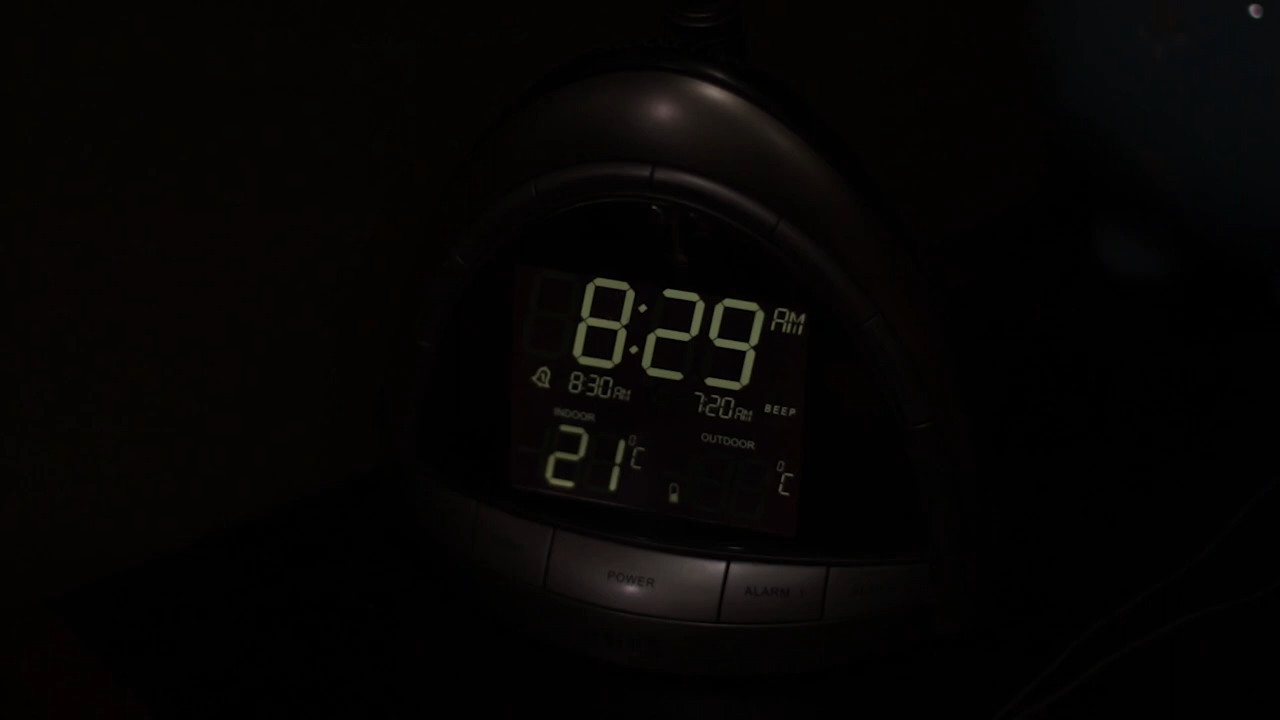 8:29 AM
8:30 AM 7:20 AM BEEP
INDOOR OUTDOOR
21 °C °C
POWER ALARM 1